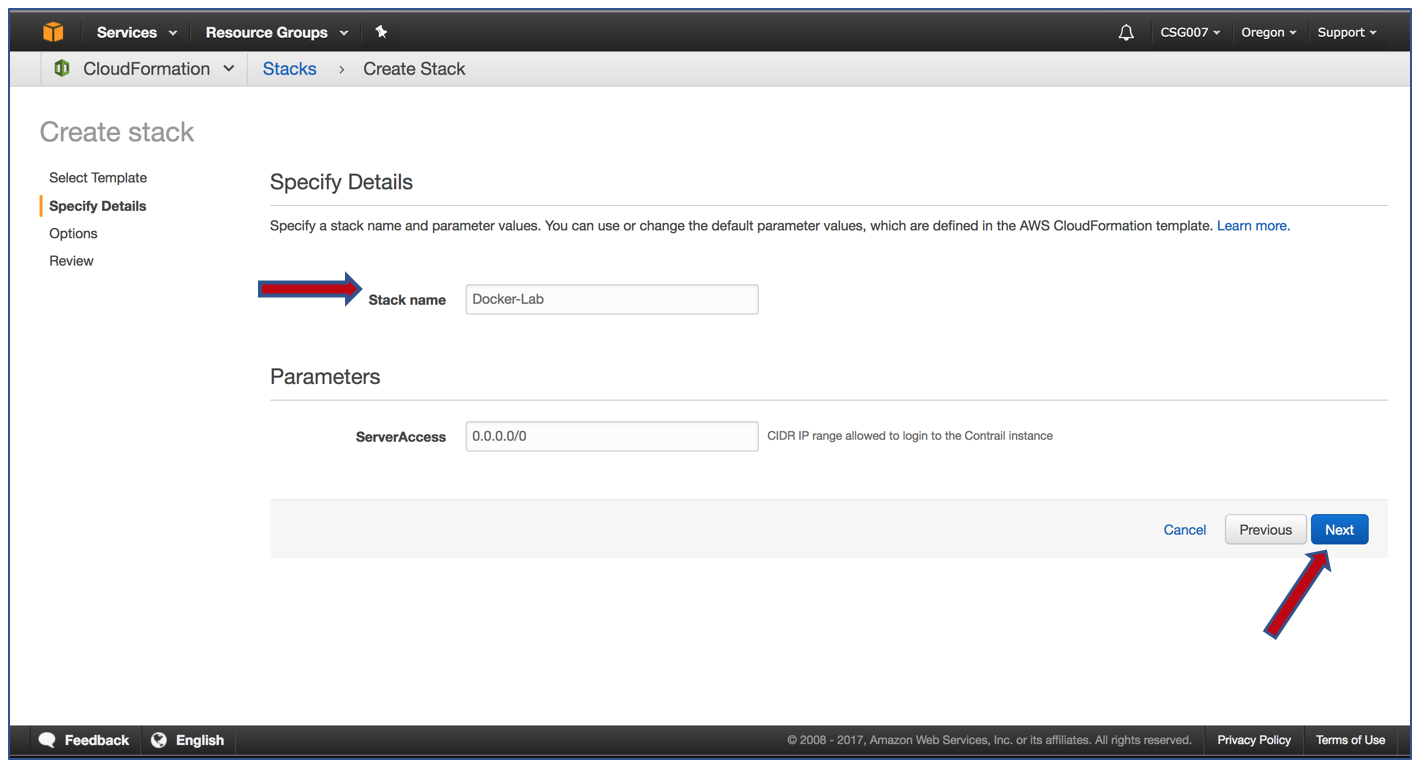 Services Resource Groups CSG007 Oregon Support
CloudFormation Stacks › Create Stack
Create stack
Select Template
Specify Details
Options
Review
Specify Details
Specify a stack name and parameter values. You can use or change the default parameter values, which are defined in the AWS CloudFormation template. Learn more.
Stack name Docker-Lab
Parameters
ServerAccess 0.0.0.0/0 CIDR IP range allowed to login to the Contrail instance
Cancel Previous Next
Feedback English © 2008 - 2017, Amazon Web Services, Inc. or its affiliates. All rights reserved. Privacy Policy Terms of Use